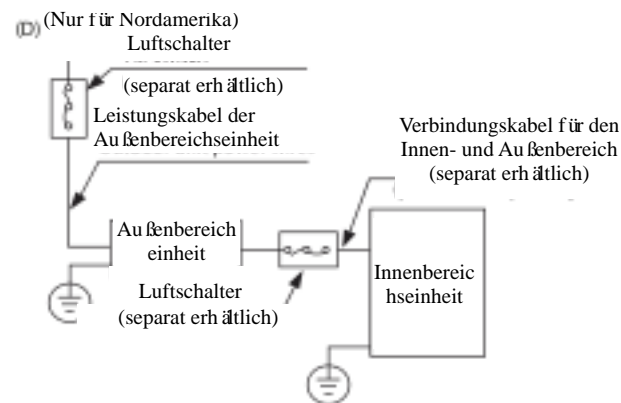 (D) (Nur für Nordamerika)
Luftschalter
(separat erhältlich)
Leistungskabel der
Außenbereichseinheit
Verbindungskabel für den
Innen- und Außenbereich
(separat erhältlich)
Außenbereich
einheit
Luftschalter
(separat erhältlich)
Innenbereic
hseinheit